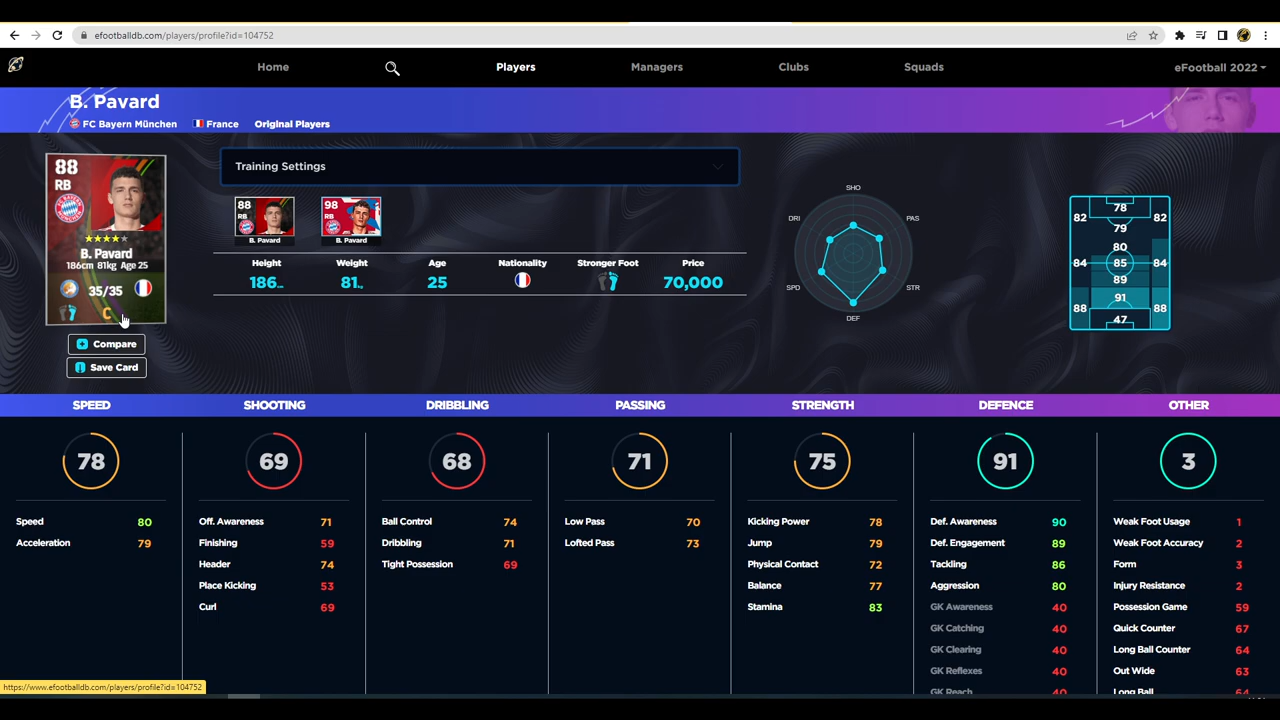 efootballdb.com/players/profile?id=104752
Home Players Managers Clubs Squads eFootball 2022
B. Pavard
FC Bayern München France Original Players
88
RB
B. Pavard
186cm 81kg Age 25
35/35
C
Compare
Save Card
Training Settings
88 98
RB RB
B. Pavard B. Pavard
Height Weight Age Nationality Stronger Foot Price
186 81 25 70,000
SHO
DRI PAS
SPD STR
DEF
78
82 82
79
80
84 85 84
89
91
88 88
47
SPEED SHOOTING DRIBBLING PASSING STRENGTH DEFENCE OTHER
78 69 68 71 75 91 3
Speed 80 Off. Awareness 71 Ball Control 74 Low Pass 70 Kicking Power 78 Def. Awareness 90 Weak Foot Usage 1
Acceleration 79 Finishing 59 Dribbling 71 Lofted Pass 73 Jump 79 Def. Engagement 89 Weak Foot Accuracy 2
Header 74 Tight Possession 69 Physical Contact 72 Tackling 86 Form 3
Place Kicking 53 Balance 77 Aggression 80 Injury Resistance 2
Curl 69 Stamina 83 GK Awareness 40 Possession Game 59
GK Catching 40 Quick Counter 67
GK Clearing 40 Long Ball Counter 64
GK Reflexes 40 Out Wide 63
GK Reach 40 Long Ball 64
https://www.efootballdb.com/players/profile?id=104752